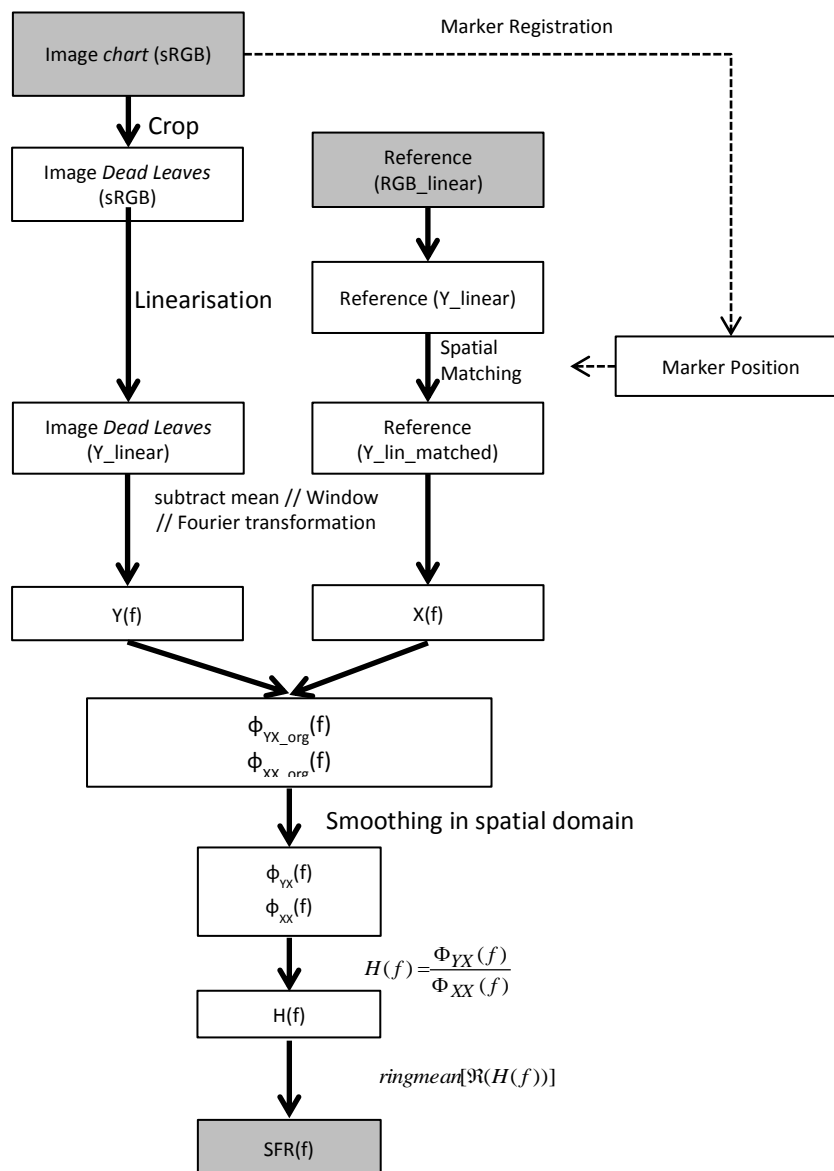 Marker Registration
Image chart (sRGB)
Crop
Image Dead Leaves
(sRGB)
Reference
(RGB_linear)
Linearisation
Reference (Y_linear)
Spatial
Matching
Marker Position
Image Dead Leaves
(Y_linear)
Reference
(Y_lin_matched)
subtract mean // Window
// Fourier transformation
Y(f)
X(f)
ϕYX_org(f)
ϕXX_org(f)
Smoothing in spatial domain
ϕYX(f)
ϕXX(f)
H(f) = ΦYX(f) / ΦXX(f)
H(f)
ringmean[ℜ(H(f))]
SFR(f)